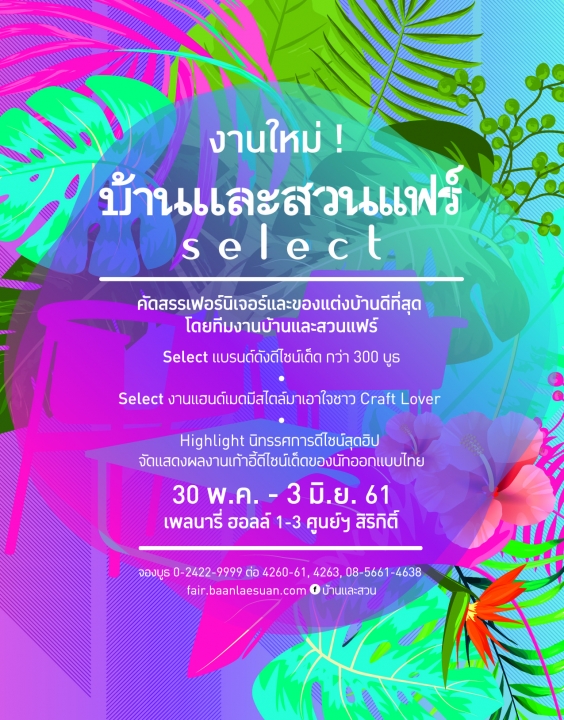 งานใหม่ !
บ้านและสวนแฟร์
select
คัดสรรเฟอร์นิเจอร์และของแต่งบ้านดีที่สุด
โดยทีมงานบ้านและสวนแฟร์
Select แบรนด์ดังดีไซน์เด็ด กว่า 300 บูธ
Select งานแฮนด์เมดมีสไตล์มาเอาใจชาว Craft Lover
Highlight นิทรรศการดีไซน์สุดฮิป
จัดแสดงผลงานเก้าอี้ดีไซน์เด็ดของนักออกแบบไทย
30 พ.ค. - 3 มิ.ย. 61
เพลนารี่ ฮอลล์ 1-3 ศูนย์ฯ สิริกิติ์
จองบูธ 0-2422-9999 ต่อ 4260-61, 4263, 08-5661-4638
fair.baanlaesuan.com f บ้านและสวน